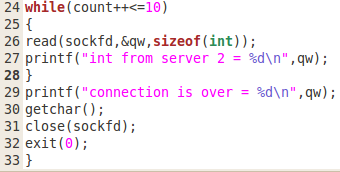 24 while(count++<=10)
25 {
26 read(sockfd,&qw,sizeof(int));
27 printf("int from server 2 = %d\n",qw);
28 }
29 printf("connection is over = %d\n",qw);
30 getchar();
31 close(sockfd);
32 exit(0);
33 }